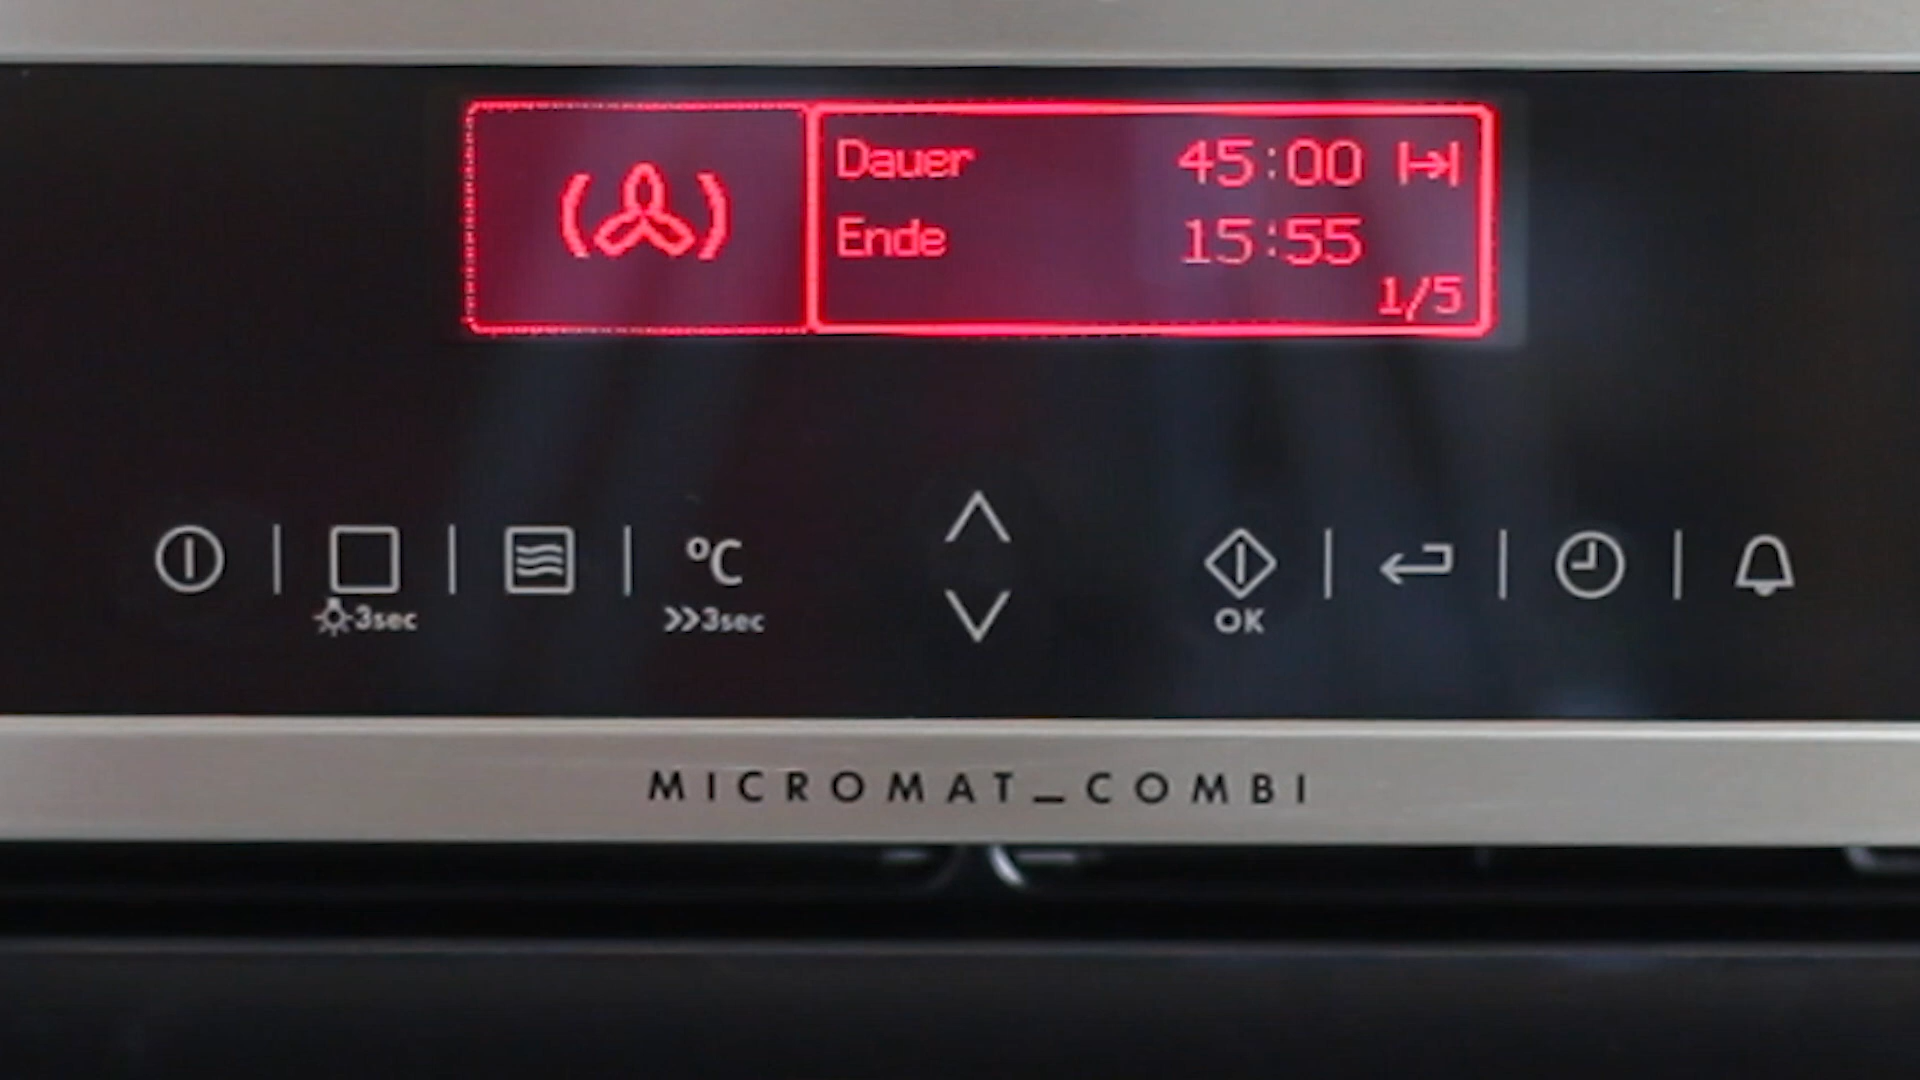 Dauer 45:00
Ende 15:55
1/5
°C
3sec >>3sec OK
MICROMAT_COMBI